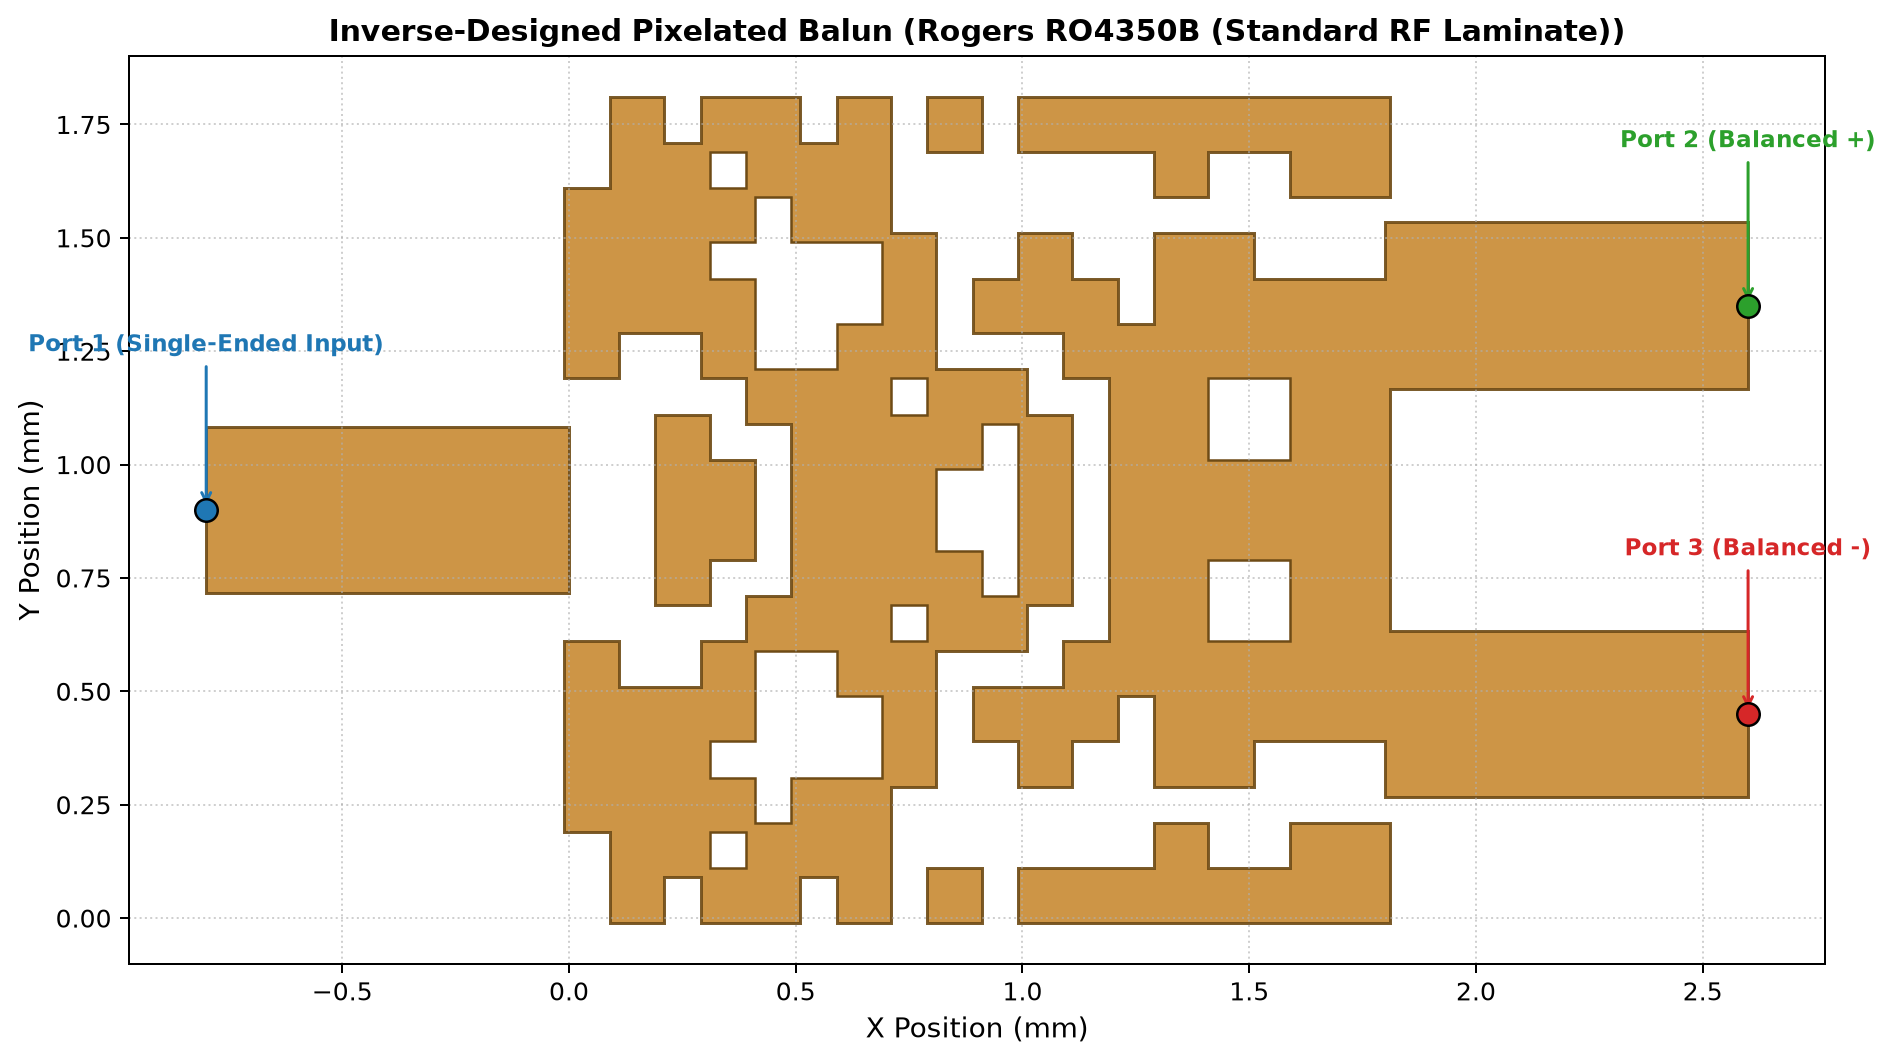 Inverse-Designed Pixelated Balun (Rogers RO4350B (Standard RF Laminate))
1.75
Port 2 (Balanced +)
1.50
Port 1 (Single-Ended Input)
1.25
Y Position (mm)
1.00
Port 3 (Balanced -)
0.75
0.50
0.25
0.00
−0.5 0.0 0.5 1.0 1.5 2.0 2.5
X Position (mm)